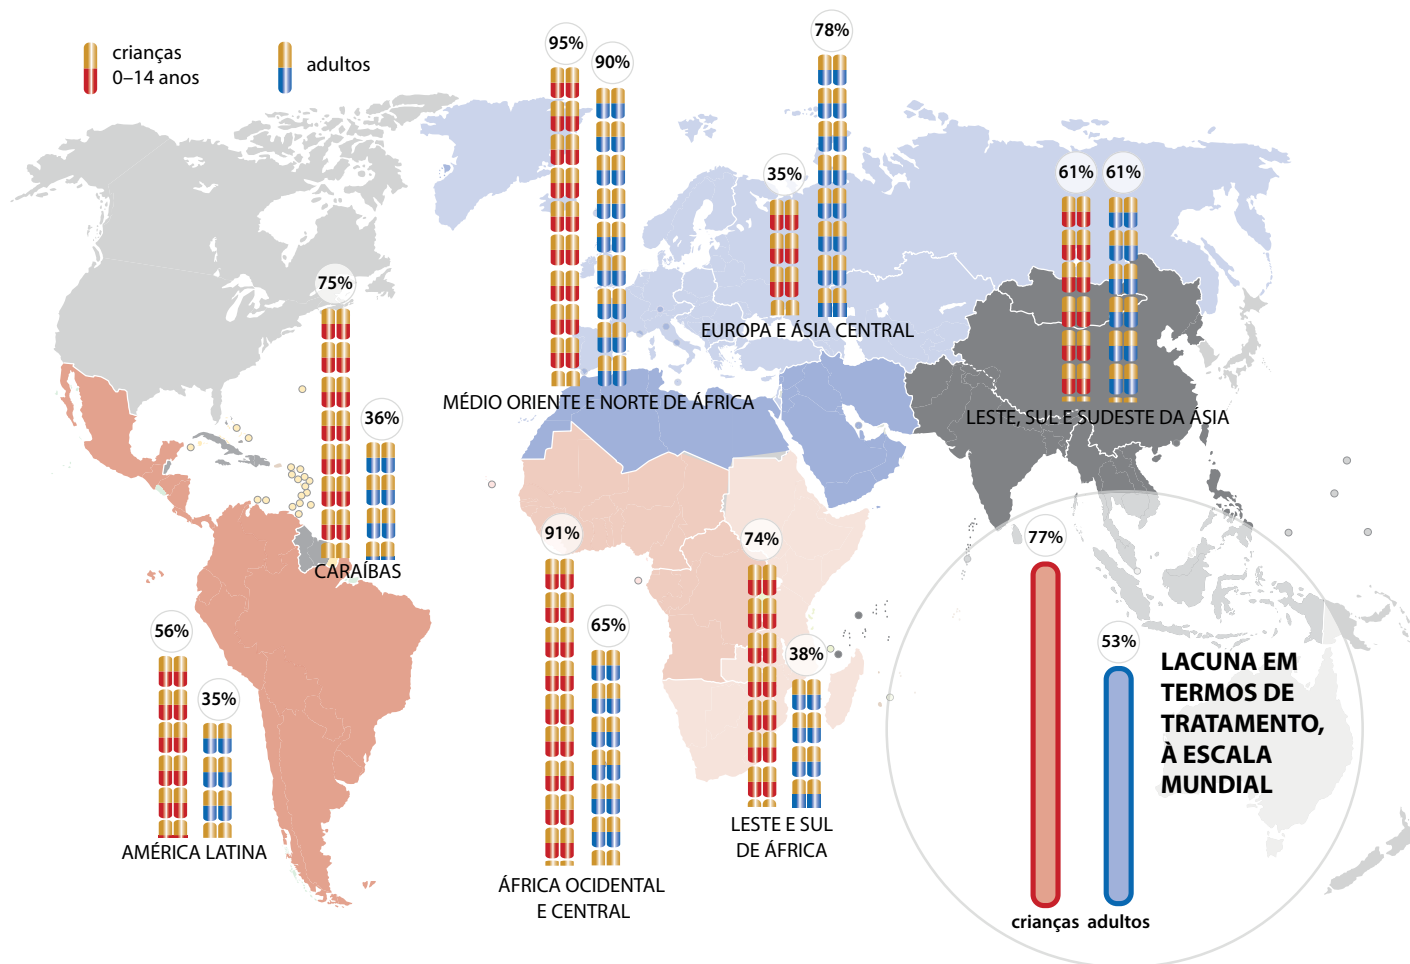 crianças
0–14 anos
adultos
95%
90%
78%
35%
EUROPA E ÁSIA CENTRAL
61%
61%
LESTE, SUL E SUDESTE DA ÁSIA
MÉDIO ORIENTE E NORTE DE ÁFRICA
75%
36%
CARAÍBAS
56%
35%
AMÉRICA LATINA
91%
65%
ÁFRICA OCIDENTAL
E CENTRAL
74%
38%
LESTE E SUL
DE ÁFRICA
77%
53%
LACUNA EM
TERMOS DE
TRATAMENTO,
À ESCALA
MUNDIAL
crianças
adultos